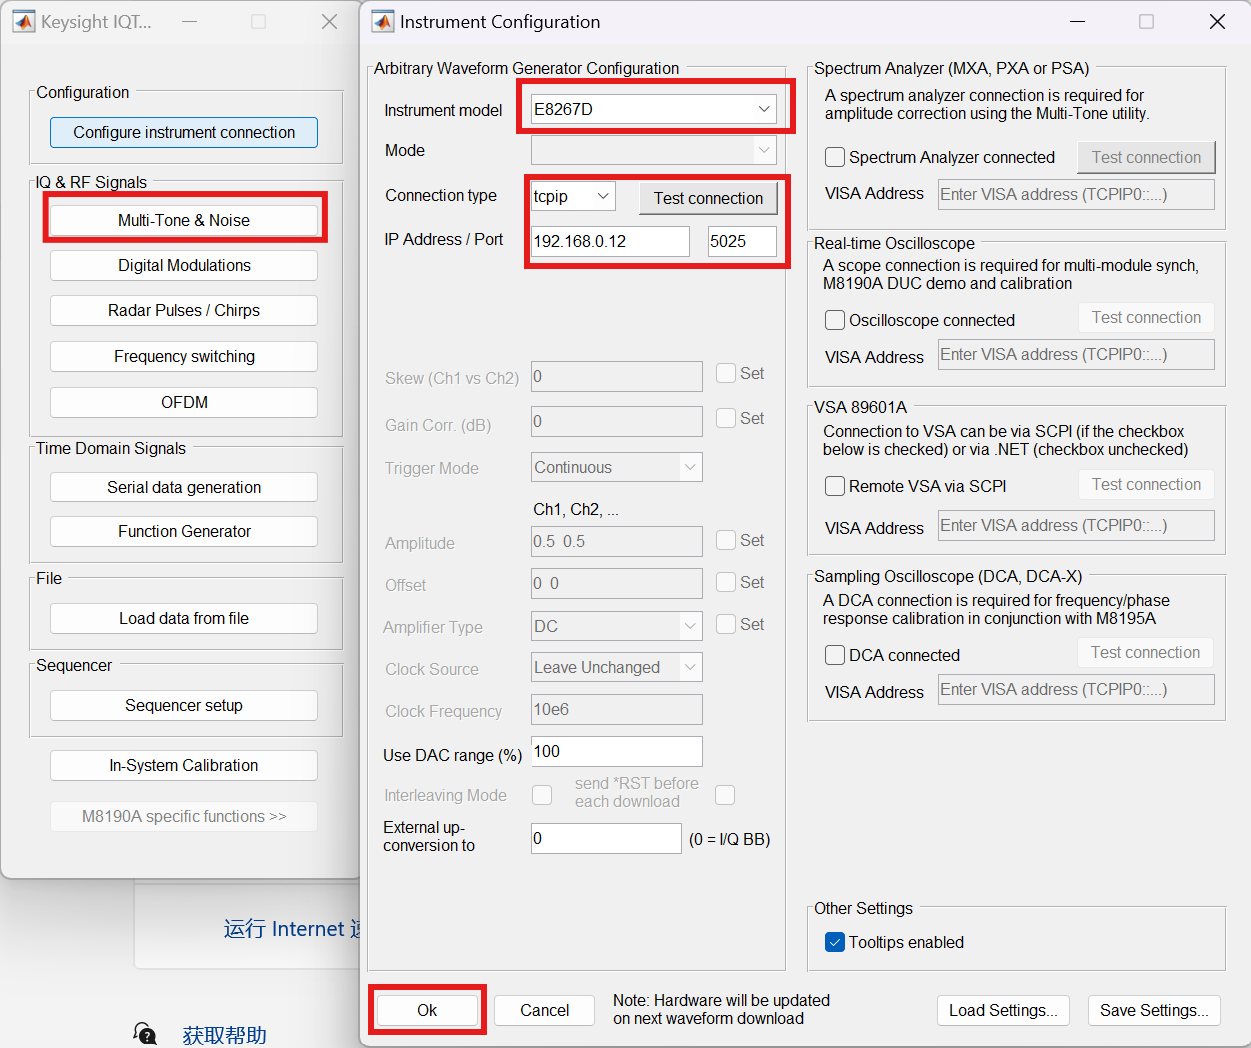 Keysight IQT...
Configuration
Configure instrument connection
IQ & RF Signals
Multi-Tone & Noise
Digital Modulations
Radar Pulses / Chirps
Frequency switching
OFDM
Time Domain Signals
Serial data generation
Function Generator
File
Load data from file
Sequencer
Sequencer setup
In-System Calibration
M8190A specific functions >>
运行 Internet
获取帮助
Instrument Configuration
Arbitrary Waveform Generator Configuration
Instrument model E8267D
Mode
Connection type tcpip Test connection
IP Address / Port 192.168.0.12 5025
Skew (Ch1 vs Ch2) 0 Set
Gain Corr. (dB) 0 Set
Trigger Mode Continuous
Ch1, Ch2, ...
Amplitude 0.5 0.5 Set
Offset 0 0 Set
Amplifier Type DC Set
Clock Source Leave Unchanged
Clock Frequency 10e6
Use DAC range (%) 100
Interleaving Mode send *RST before
each download
External up-
conversion to 0 (0 = I/Q BB)
Ok Cancel Note: Hardware will be updated
on next waveform download
Spectrum Analyzer (MXA, PXA or PSA)
A spectrum analyzer connection is required for
amplitude correction using the Multi-Tone utility.
Spectrum Analyzer connected Test connection
VISA Address Enter VISA address (TCPIP0::...)
Real-time Oscilloscope
A scope connection is required for multi-module synch,
M8190A DUC demo and calibration
Oscilloscope connected Test connection
VISA Address Enter VISA address (TCPIP0::...)
VSA 89601A
Connection to VSA can be via SCPI (if the checkbox
below is checked) or via .NET (checkbox unchecked)
Remote VSA via SCPI Test connection
VISA Address Enter VISA address (TCPIP0::...)
Sampling Oscilloscope (DCA, DCA-X)
A DCA connection is required for frequency/phase
response calibration in conjunction with M8195A
DCA connected Test connection
VISA Address Enter VISA address (TCPIP0::...)
Other Settings
Tooltips enabled
Load Settings... Save Settings...